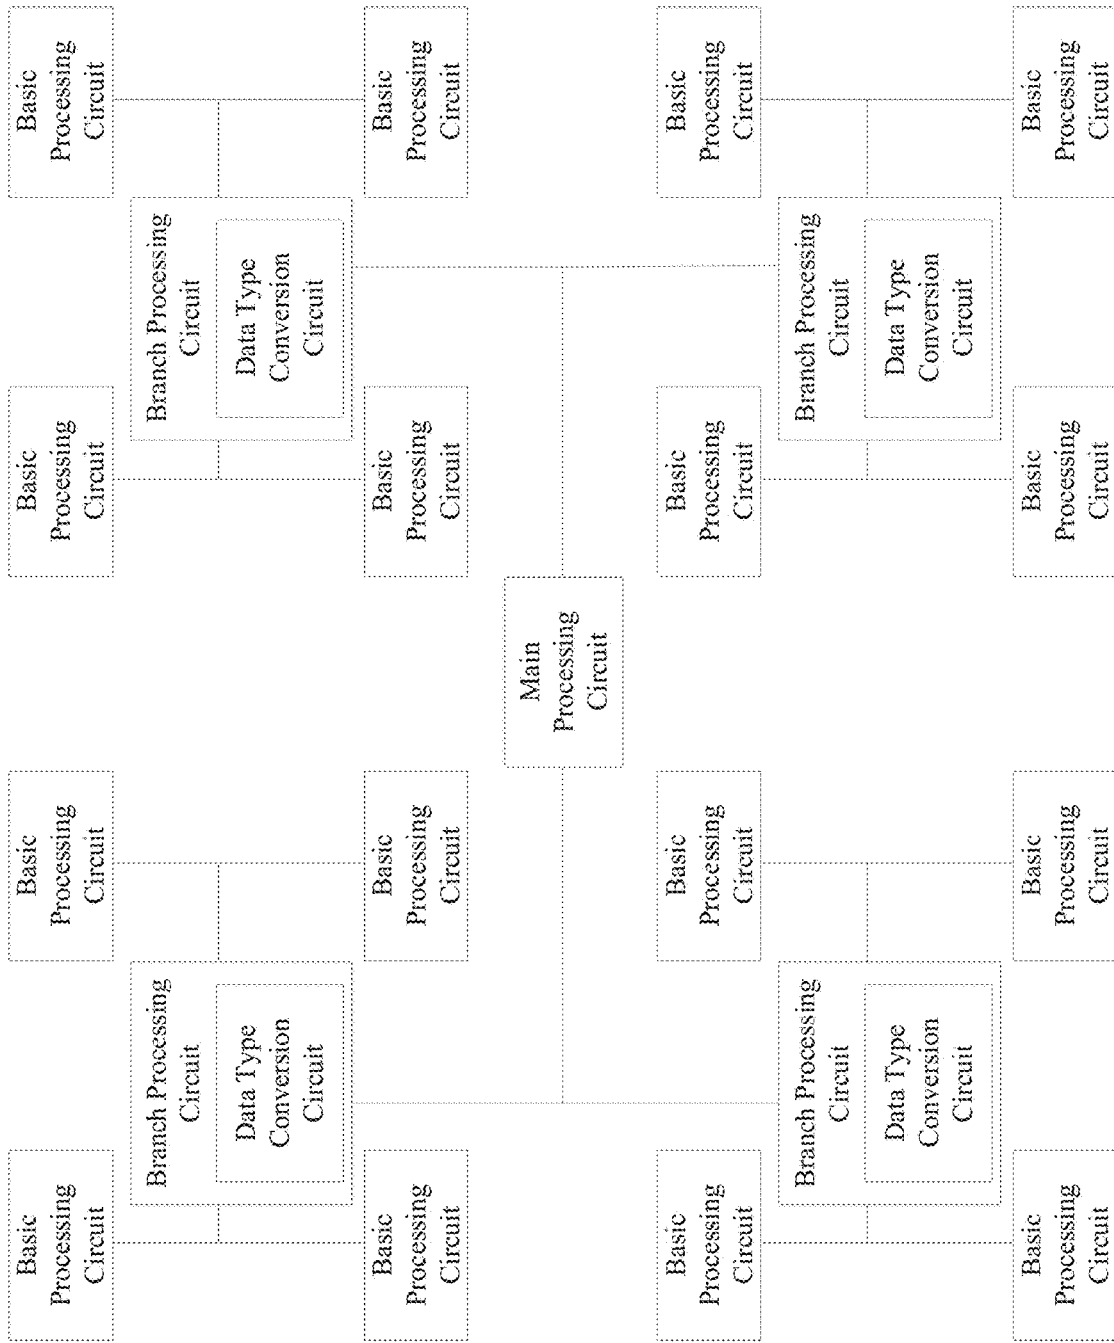 Basic
Processing
Circuit
Basic
Processing
Circuit
Basic
Processing
Circuit
Basic
Processing
Circuit
Branch Processing
Circuit
Data Type
Conversion
Circuit
Branch Processing
Circuit
Data Type
Conversion
Circuit
Basic
Processing
Circuit
Basic
Processing
Circuit
Basic
Processing
Circuit
Basic
Processing
Circuit
Main
Processing
Circuit
Basic
Processing
Circuit
Basic
Processing
Circuit
Basic
Processing
Circuit
Basic
Processing
Circuit
Branch Processing
Circuit
Data Type
Conversion
Circuit
Branch Processing
Circuit
Data Type
Conversion
Circuit
Basic
Processing
Circuit
Basic
Processing
Circuit
Basic
Processing
Circuit
Basic
Processing
Circuit